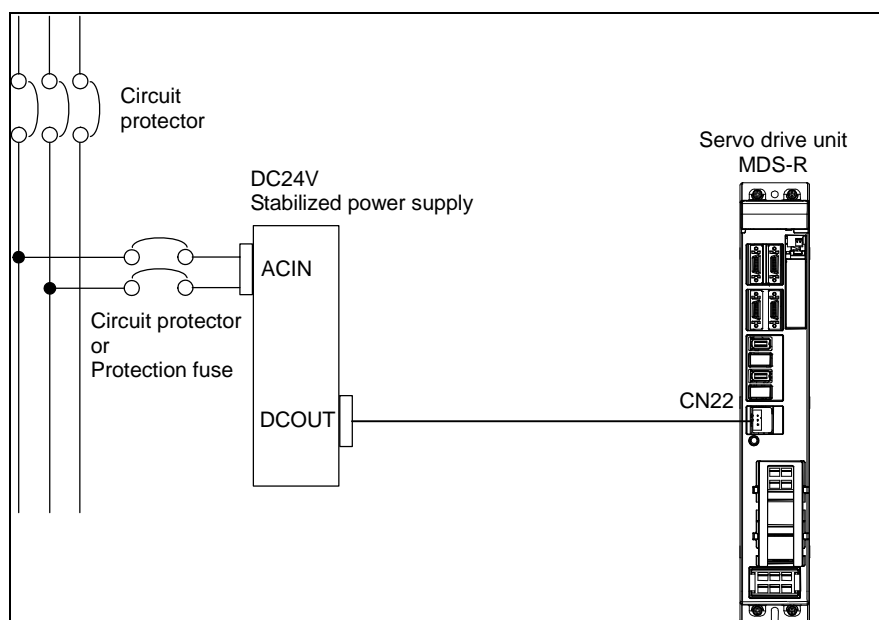 Circuit
protector
Servo drive unit
MDS-R
DC24V
Stabilized power supply
ACIN
Circuit protector
or
Protection fuse
CN22
DCOUT